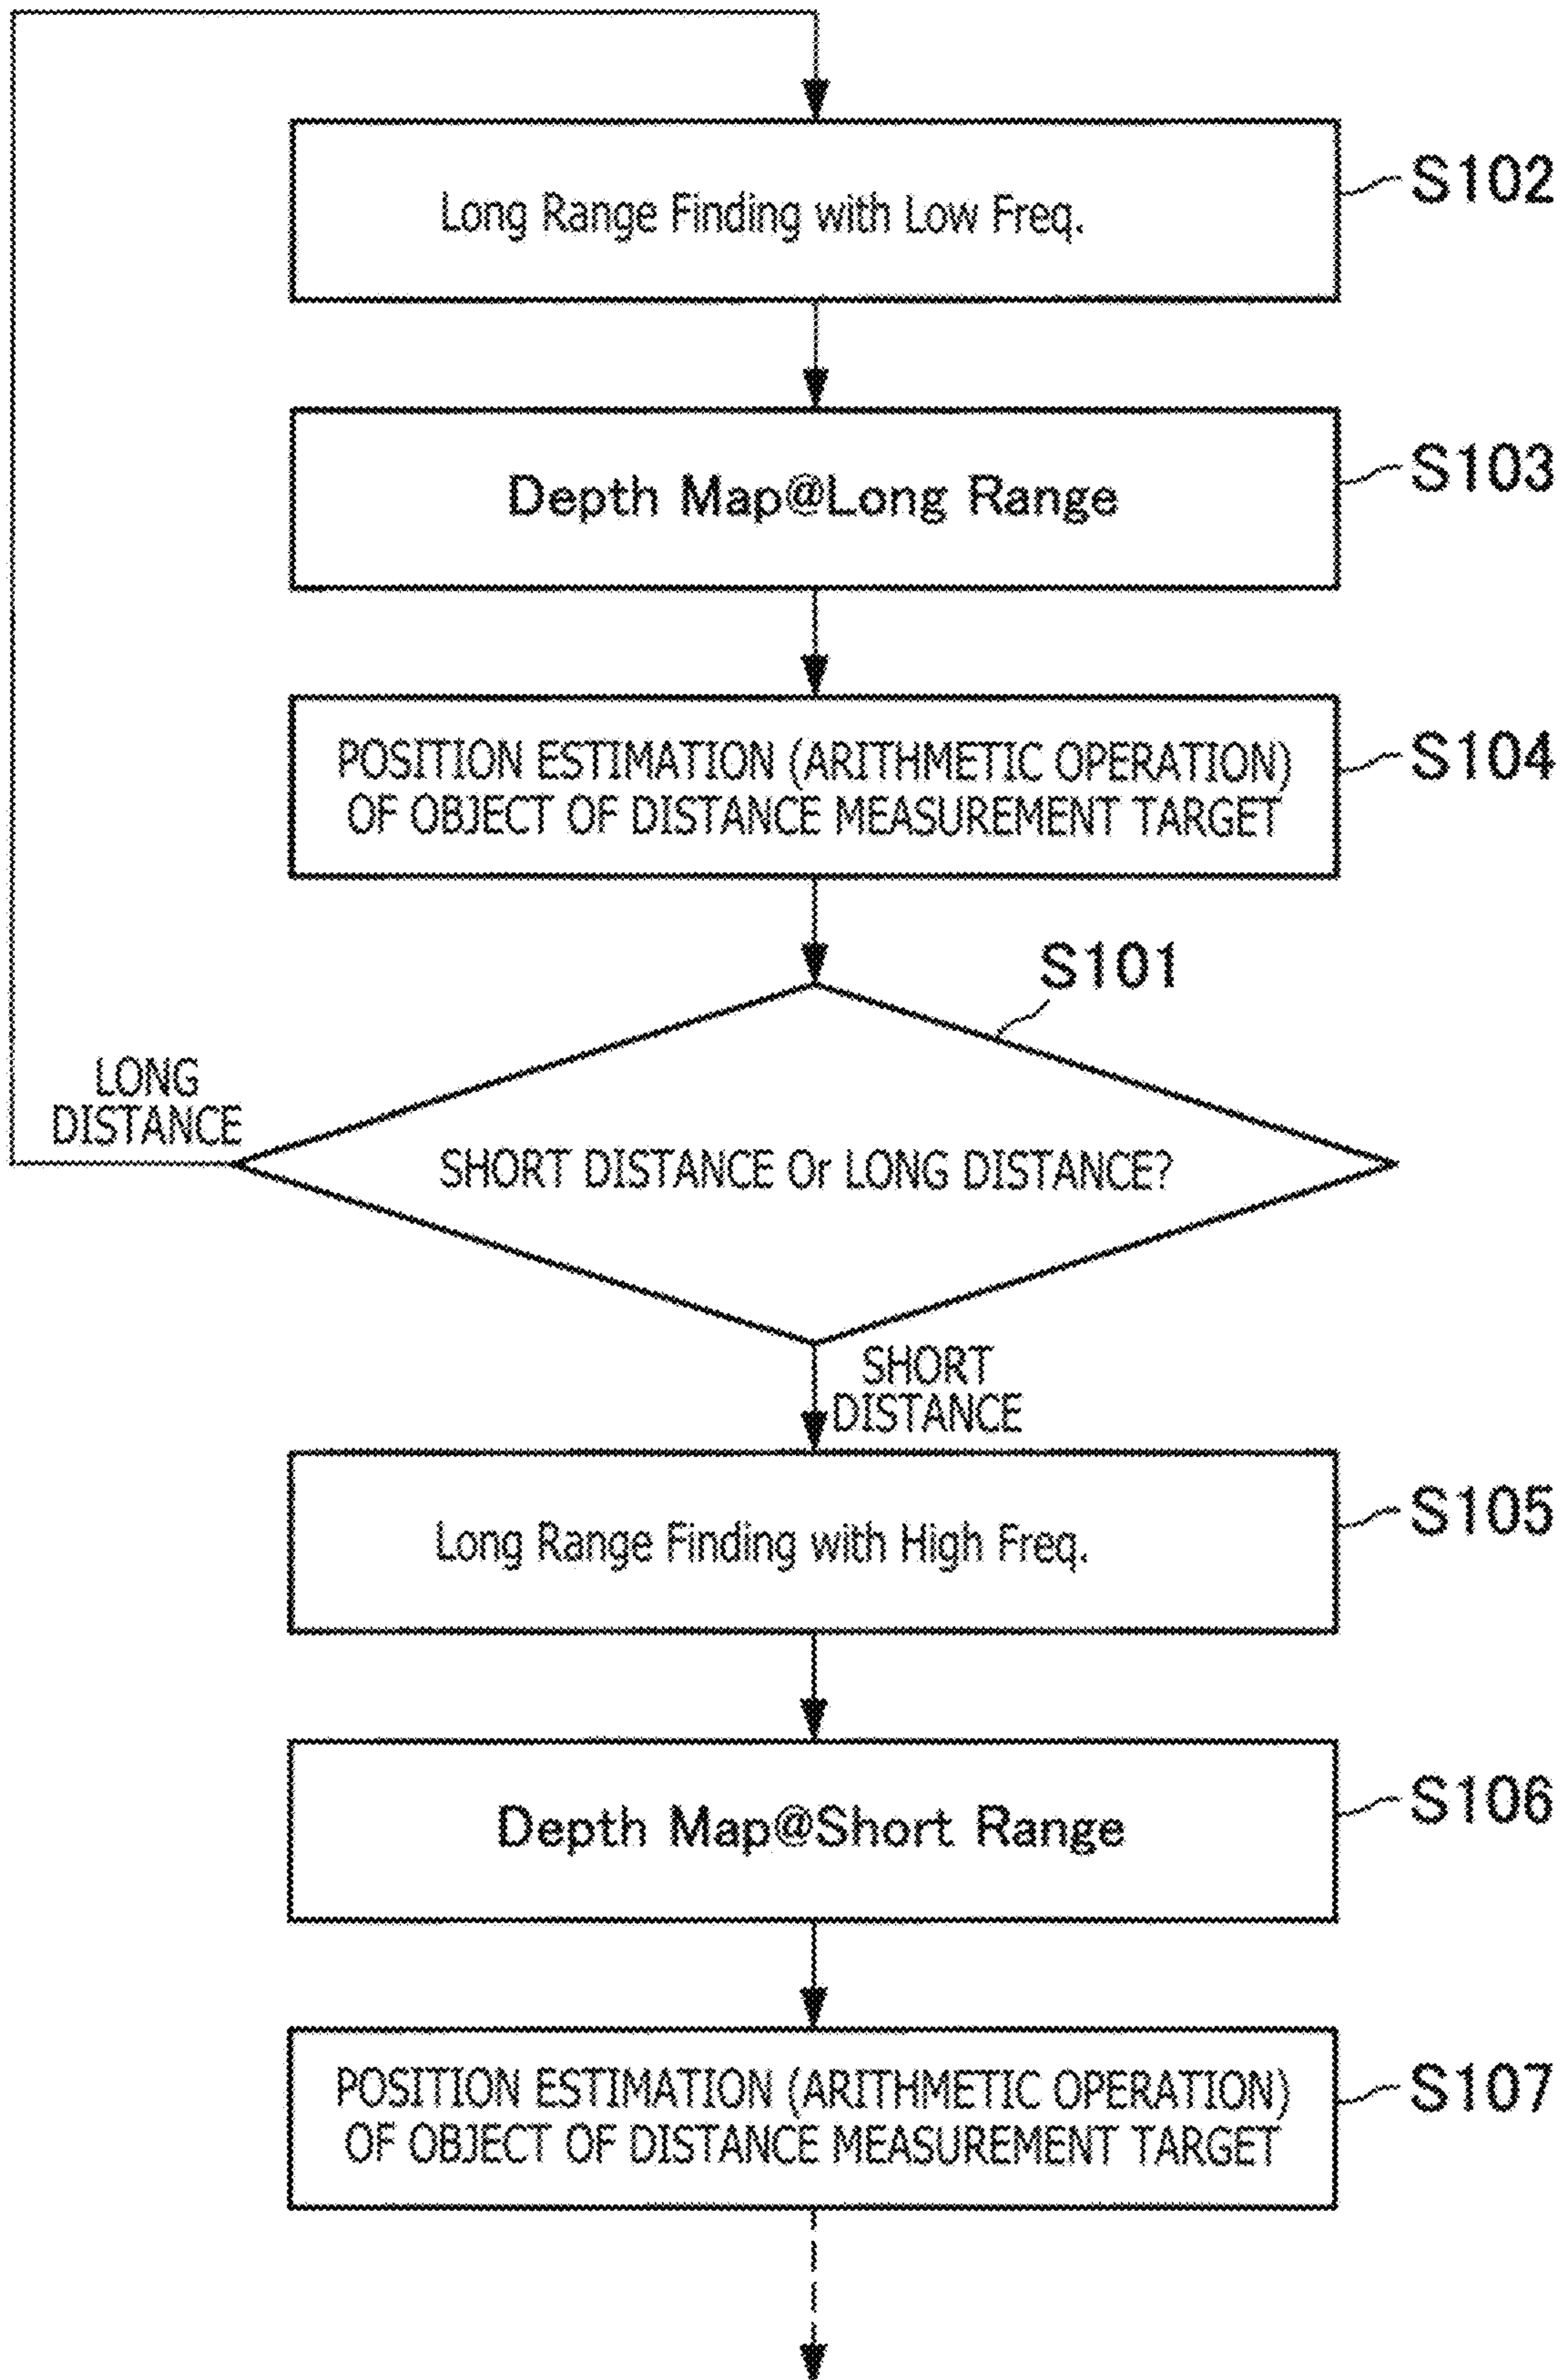 Long Range Finding with Low Freq.
S102
Depth Map@Long Range
S103
POSITION ESTIMATION (ARITHMETIC OPERATION)
OF OBJECT OF DISTANCE MEASUREMENT TARGET
S104
S101
LONG
DISTANCE
SHORT DISTANCE Or LONG DISTANCE?
SHORT
DISTANCE
Long Range Finding with High Freq.
S105
Depth Map@Short Range
S106
POSITION ESTIMATION (ARITHMETIC OPERATION)
OF OBJECT OF DISTANCE MEASUREMENT TARGET
S107